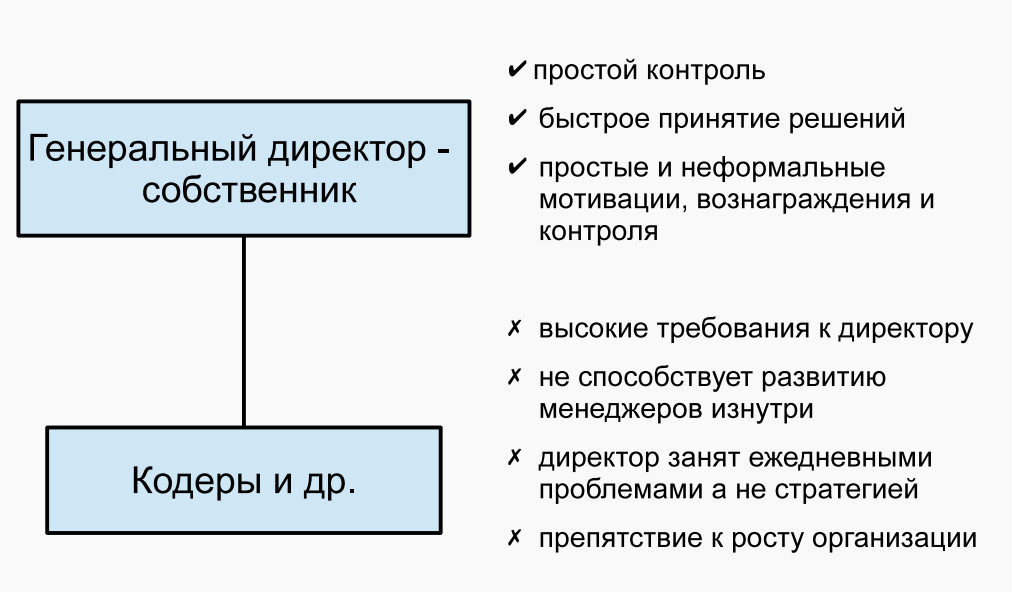 Генеральный директор -
собственник
Кодеры и др.
✔ простой контроль
✔ быстрое принятие решений
✔ простые и неформальные
мотивации, вознаграждения и
контроля
✗ высокие требования к директору
✗ не способствует развитию
менеджеров изнутри
✗ директор занят ежедневными
проблемами а не стратегией
✗ препятствие к росту организации